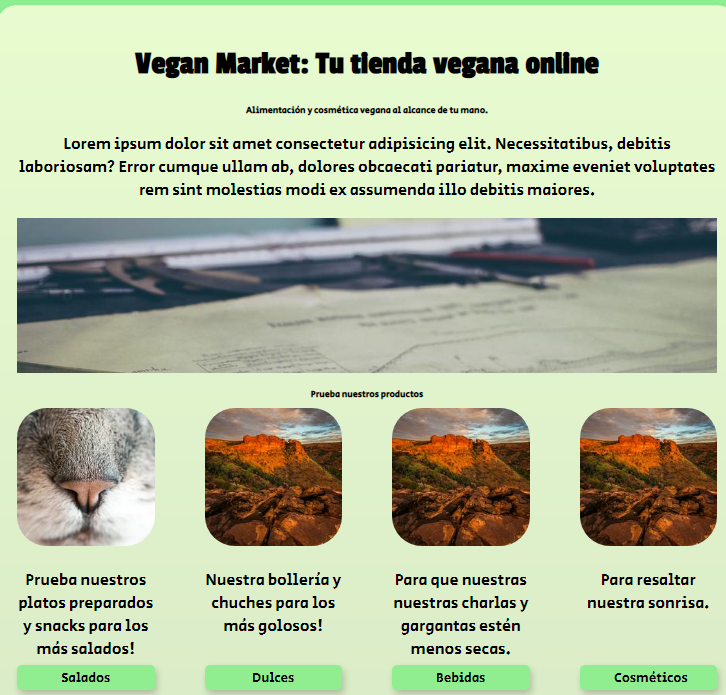 Vegan Market: Tu tienda vegana online
Alimentación y cosmética vegana al alcance de tu mano.
Lorem ipsum dolor sit amet consectetur adipisicing elit. Necessitatibus, debitis
laboriosam? Error cumque ullam ab, dolores obcaecati pariatur, maxime eveniet voluptates
rem sint molestias modi ex assumenda illo debitis maiores.
Prueba nuestros productos
Prueba nuestros
platos preparados
y snacks para los
más salados!
Salados
Nuestra bollería y
chuches para los
más golosos!
Dulces
Para que nuestras
nuestras charlas y
gargantas estén
menos secas.
Bebidas
Para resaltar
nuestra sonrisa.
Cosméticos